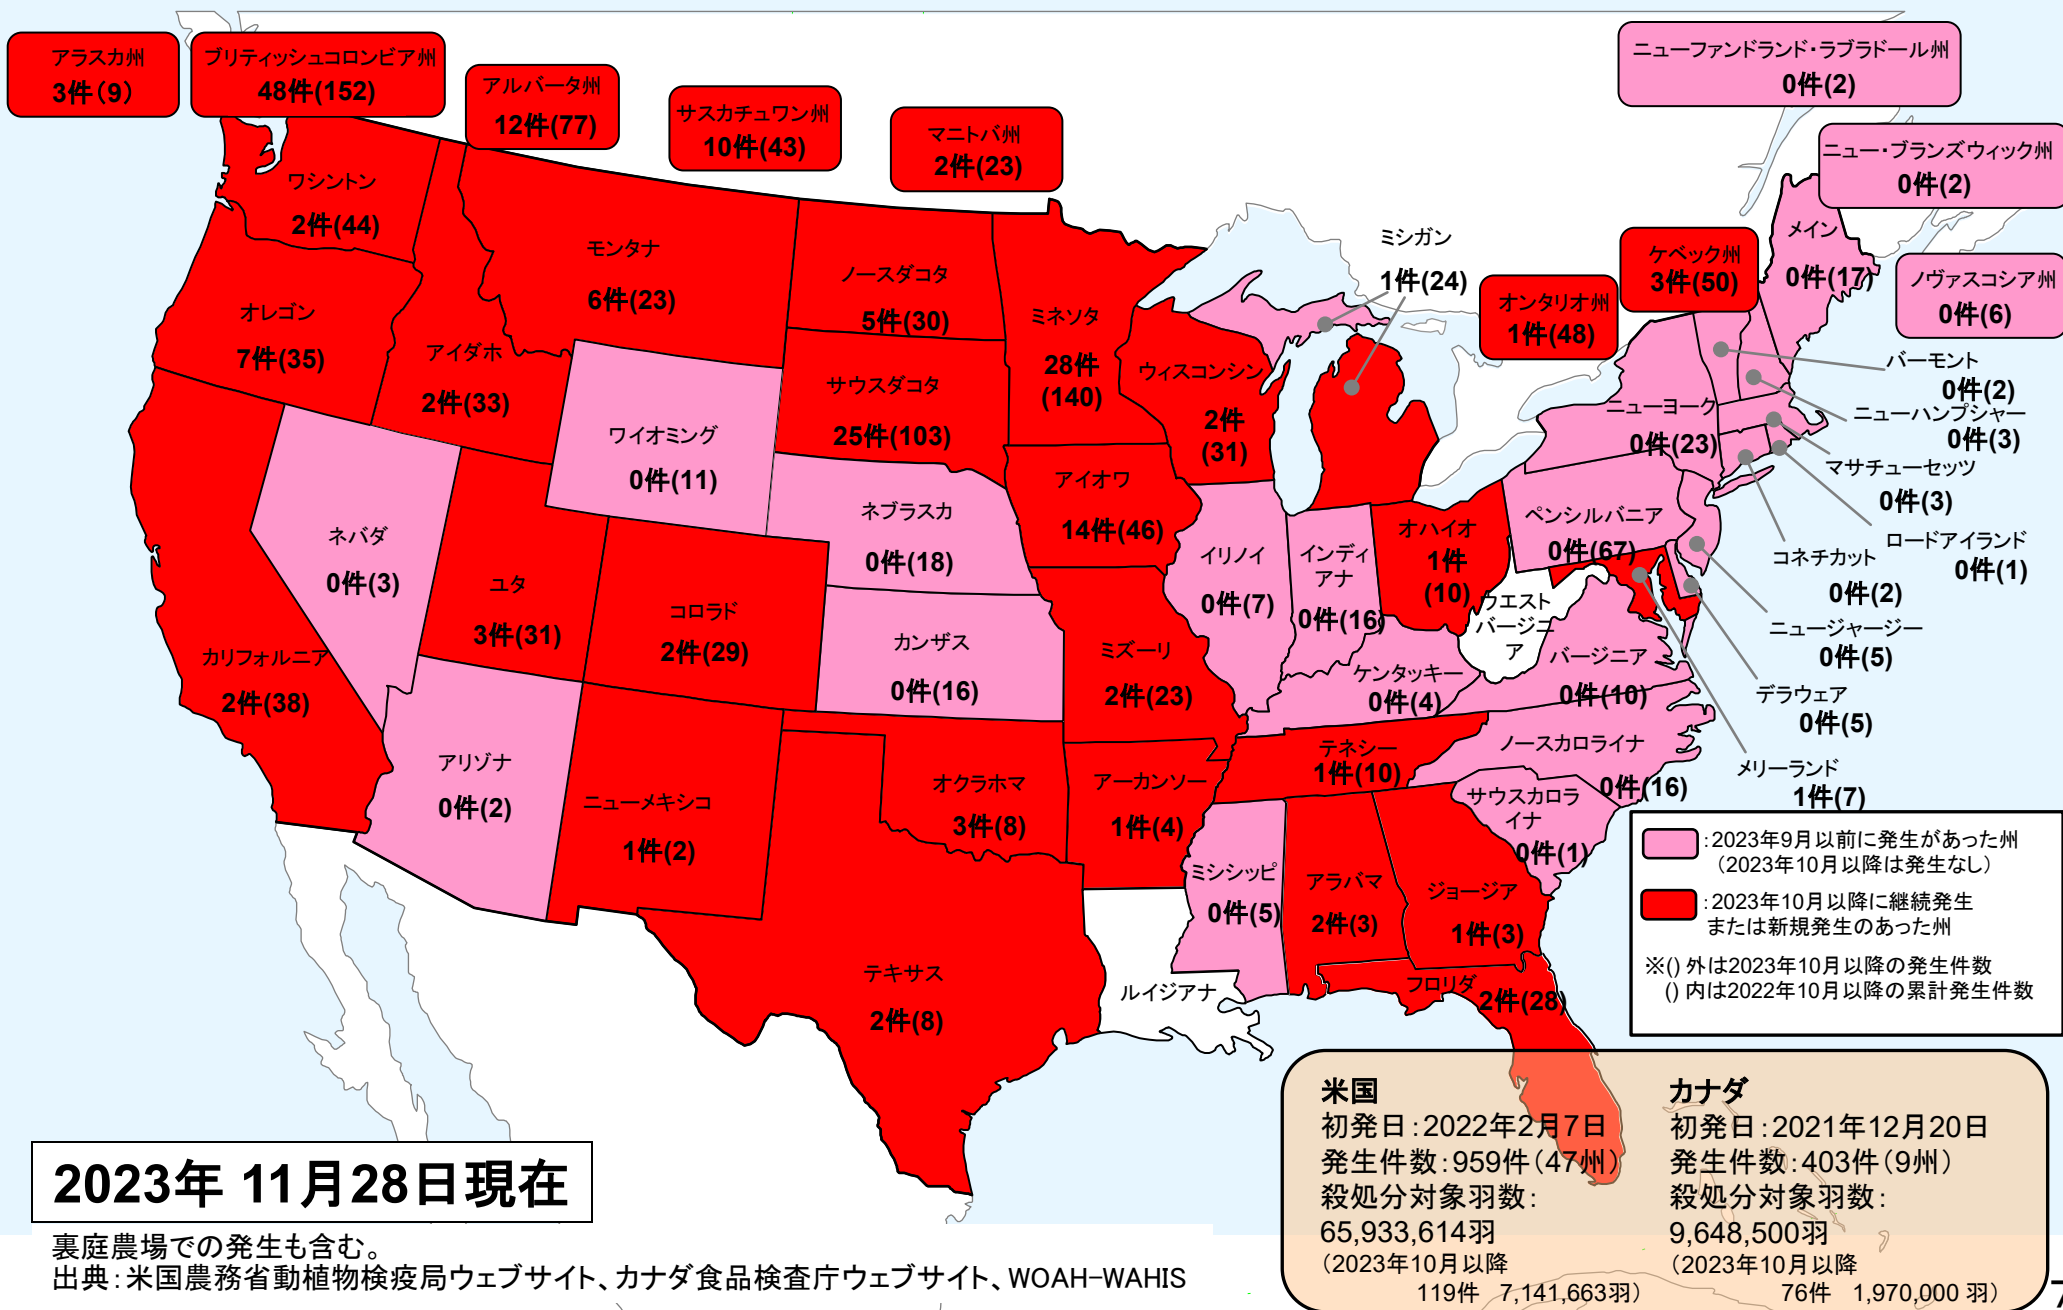 アラスカ州
3件(9)
ブリティッシュコロンビア州
48件(152)
アルバータ州
12件(77)
サスカチュワン州
10件(43)
マニトバ州
2件(23)
ニューファンドランド・ラブラドール州
0件(2)
ニュー・ブランズウィック州
0件(2)
ノヴァスコシア州
0件(6)
ケベック州
3件(50)
オンタリオ州
1件(48)
ワシントン
2件(44)
モンタナ
6件(23)
ノースダコタ
5件(30)
ミネソタ
28件
(140)
ミシガン
1件(24)
メイン
0件(17)
オレゴン
7件(35)
アイダホ
2件(33)
ワイオミング
0件(11)
サウスダコタ
25件(103)
ウィスコンシン
2件
(31)
ニューヨーク
0件(23)
バーモント
0件(2)
ニューハンプシャー
0件(3)
マサチューセッツ
0件(3)
ロードアイランド
0件(1)
コネチカット
0件(2)
ニュージャージー
0件(5)
デラウェア
0件(5)
メリーランド
1件(7)
ネバダ
0件(3)
ユタ
3件(31)
コロラド
2件(29)
ネブラスカ
0件(18)
アイオワ
14件(46)
イリノイ
0件(7)
インディ
アナ
0件(16)
オハイオ
1件
(10)
ペンシルバニア
0件(67)
ウエスト
バージニ
ア
バージニア
0件(10)
カリフォルニア
2件(38)
カンザス
0件(16)
ミズーリ
2件(23)
ケンタッキー
0件(4)
アリゾナ
0件(2)
ニューメキシコ
1件(2)
オクラホマ
3件(8)
アーカンソー
1件(4)
テネシー
1件(10)
ノースカロライナ
0件(16)
サウスカロラ
イナ
0件(1)
テキサス
2件(8)
ルイジアナ
ミシシッピ
0件(5)
アラバマ
2件(3)
ジョージア
1件(3)
フロリダ
2件(28)
:2023年9月以前に発生があった州
(2023年10月以降は発生なし)
:2023年10月以降に継続発生
または新規発生のあった州
※() 外は2023年10月以降の発生件数
() 内は2022年10月以降の累計発生件数
米国
初発日:2022年2月7日
発生件数:959件(47州)
殺処分対象羽数:
65,933,614羽
(2023年10月以降
119件 7,141,663羽)
カナダ
初発日:2021年12月20日
発生件数:403件(9州)
殺処分対象羽数:
9,648,500羽
(2023年10月以降
76件 1,970,000 羽)
2023年 11月28日現在
裏庭農場での発生も含む。
出典:米国農務省動植物検疫局ウェブサイト、カナダ食品検査庁ウェブサイト、WOAH-WAHIS